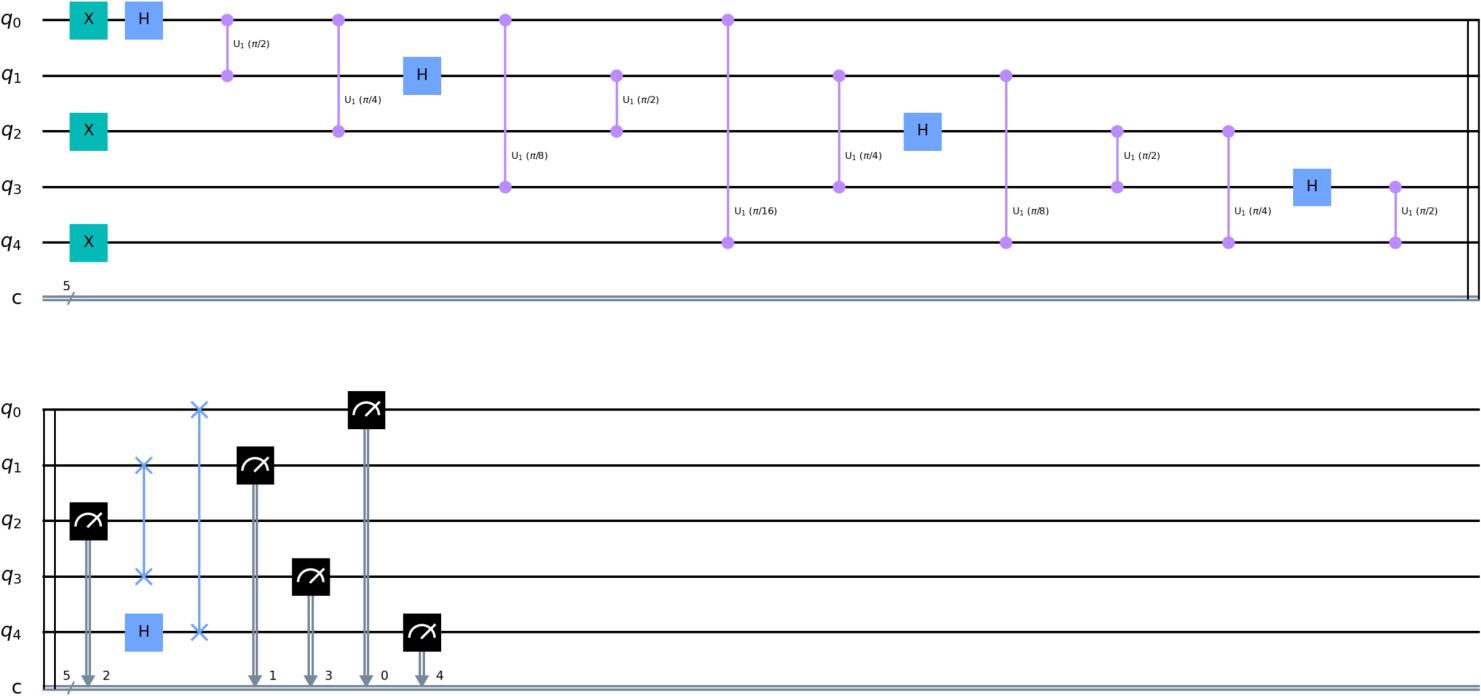 q0 X H
U1 (π/2)
q1 H
U1 (π/4) U1 (π/2)
q2 X H
U1 (π/8) U1 (π/4) U1 (π/2)
q3 H
U1 (π/16) U1 (π/8) U1 (π/4) U1 (π/2)
q4 X
5
c
q0
q1
q2
q3
q4 H
5 2 1 3 0 4
c